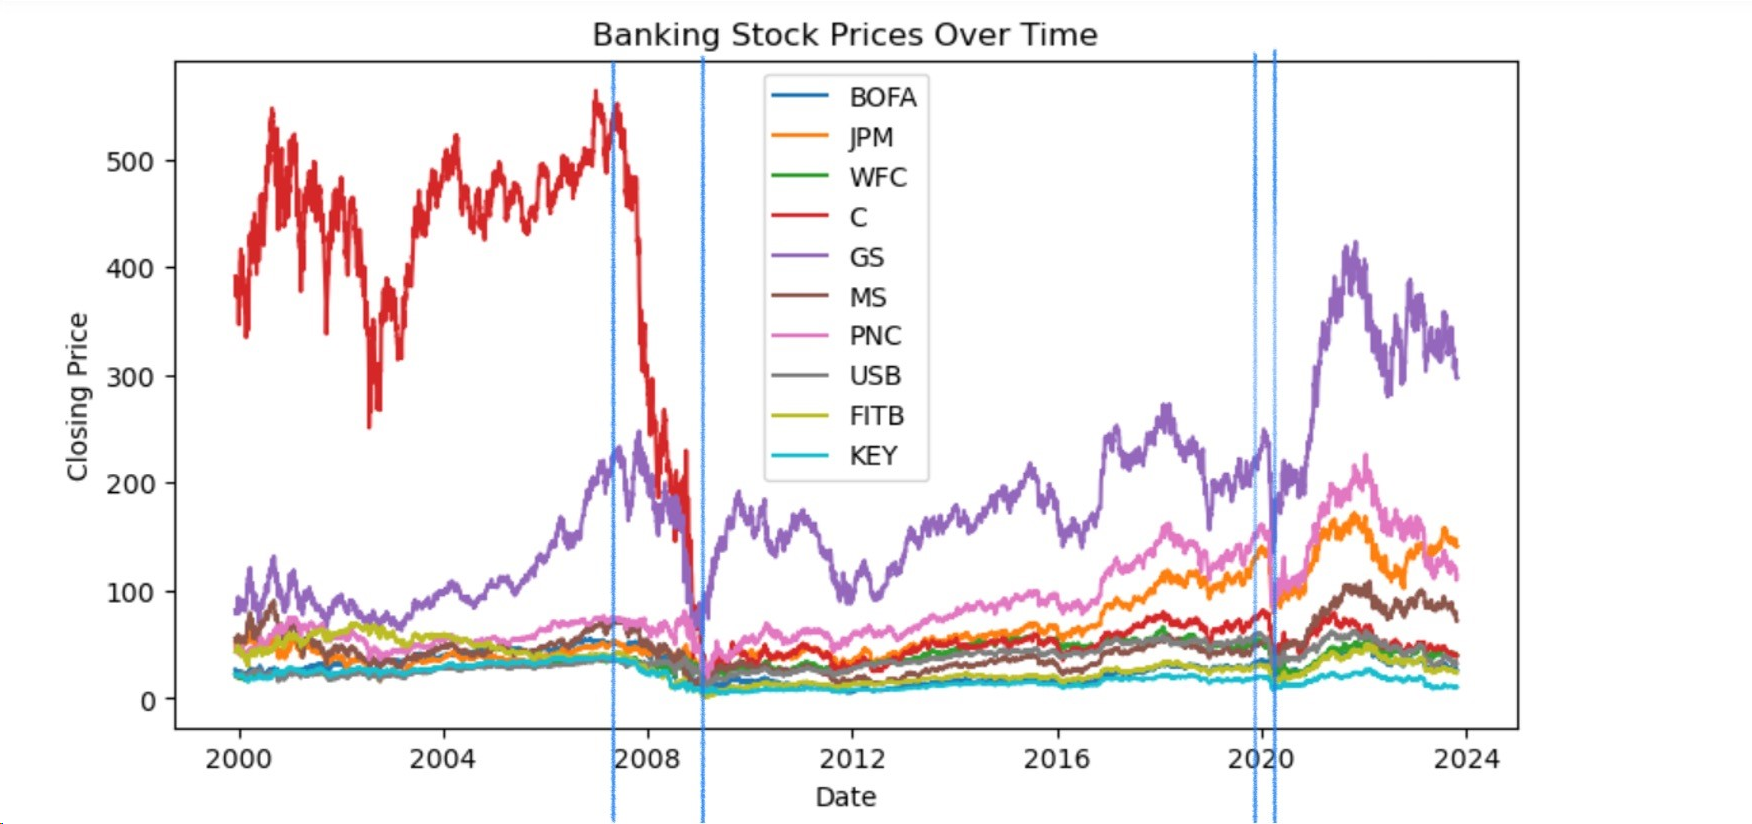 Banking Stock Prices Over Time
BOFA
JPM
WFC
C
GS
MS
PNC
USB
FITB
KEY
Closing Price
500
400
300
200
100
0
2000 2004 2008 2012 2016 2020 2024
Date